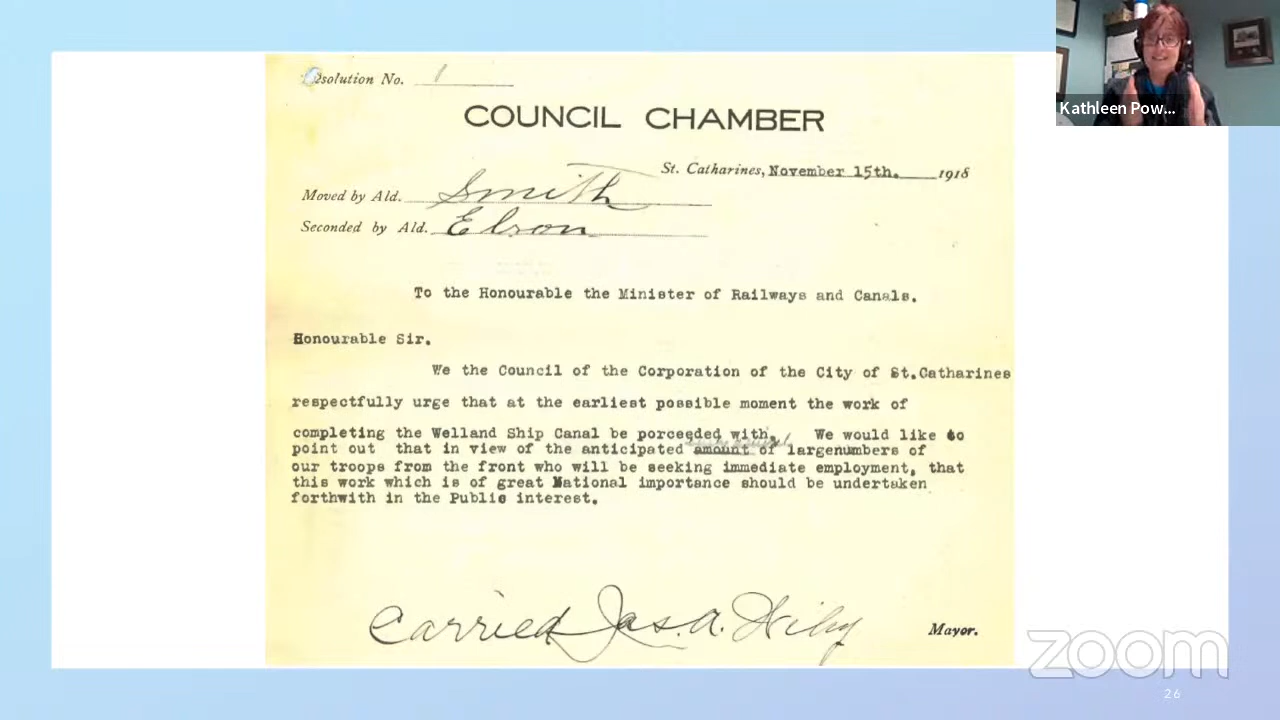 Resolution No. 1
COUNCIL CHAMBER
St. Catharines, November 15th. 1918
Moved by Ald. Smith
Seconded by Ald. Elson
To the Honourable the Minister of Railways and Canals.
Honourable Sir.
We the Council of the Corporation of the City of St.Catharines
respectfully urge that at the earliest possible moment the work of
completing the Welland Ship Canal be porceeded with. We would like to
point out that in view of the anticipated amount of largenumbers of
our troops from the front who will be seeking immediate employment, that
this work which is of great National importance should be undertaken
forthwith in the Public interest.
Carried Jas. A. Wiley
Mayor.
Kathleen Pow...
zoom
26